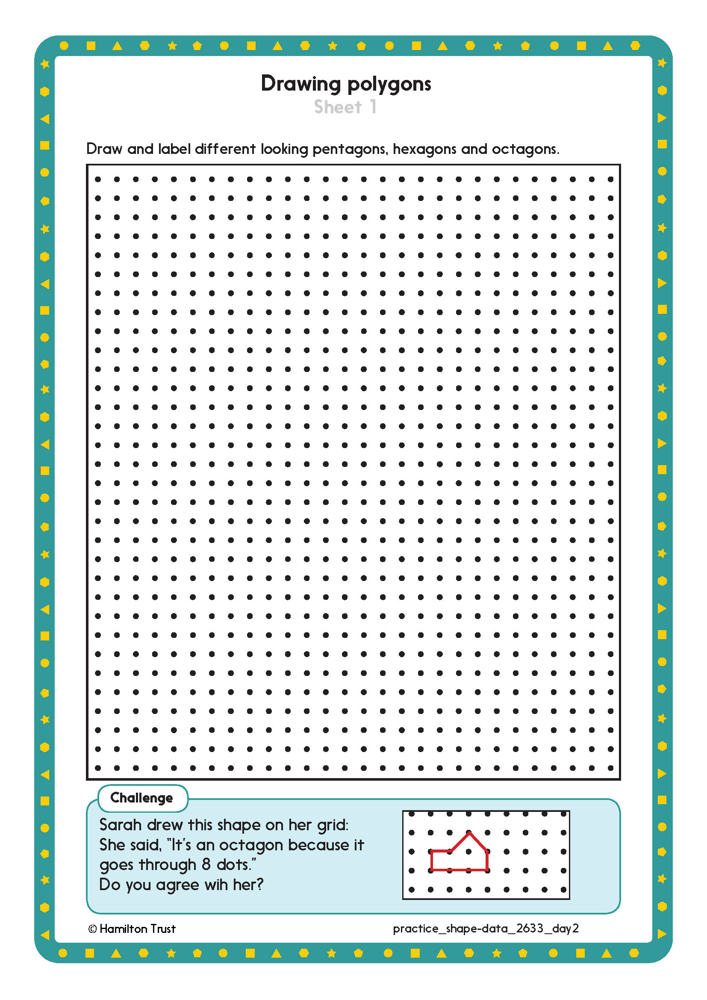 Drawing polygons
Sheet 1
Draw and label different looking pentagons, hexagons and octagons.
Challenge
Sarah drew this shape on her grid:
She said, "It's an octagon because it
goes through 8 dots."
Do you agree wih her?
© Hamilton Trust
practice_shape-data_2633_day2